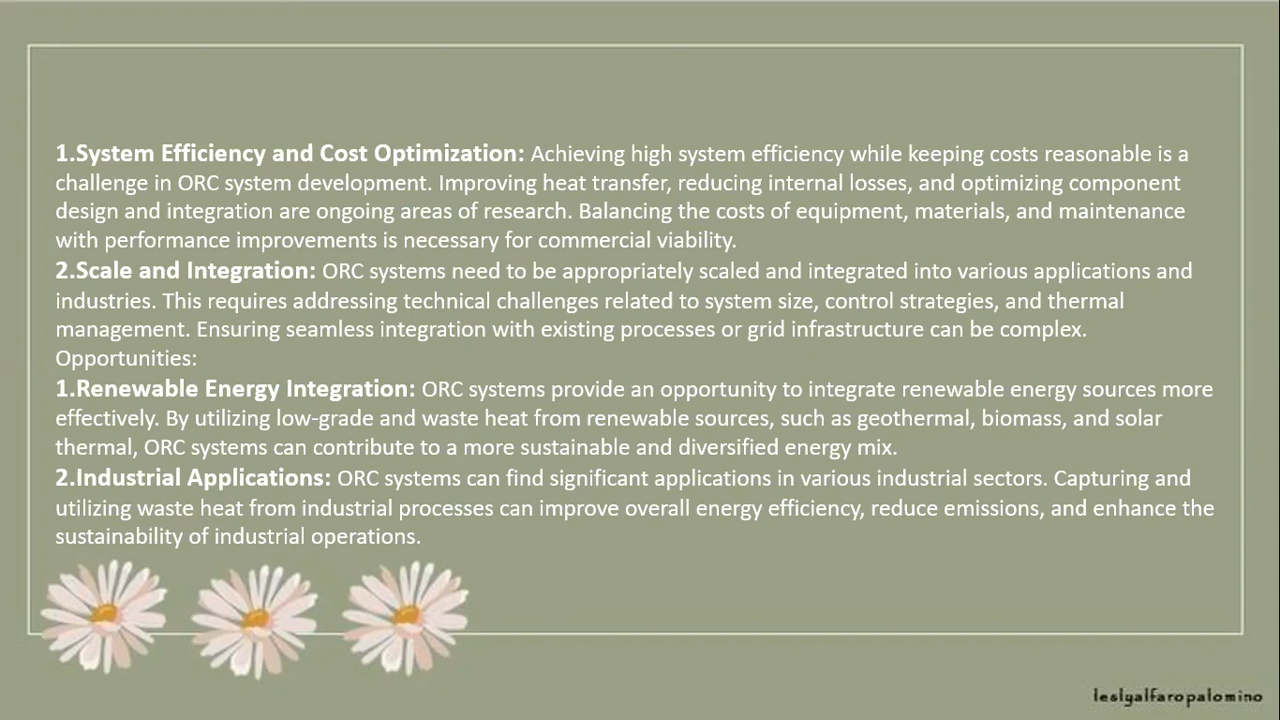 1.System Efficiency and Cost Optimization: Achieving high system efficiency while keeping costs reasonable is a
challenge in ORC system development. Improving heat transfer, reducing internal losses, and optimizing component
design and integration are ongoing areas of research. Balancing the costs of equipment, materials, and maintenance
with performance improvements is necessary for commercial viability.
2.Scale and Integration: ORC systems need to be appropriately scaled and integrated into various applications and
industries. This requires addressing technical challenges related to system size, control strategies, and thermal
management. Ensuring seamless integration with existing processes or grid infrastructure can be complex.
Opportunities:
1.Renewable Energy Integration: ORC systems provide an opportunity to integrate renewable energy sources more
effectively. By utilizing low-grade and waste heat from renewable sources, such as geothermal, biomass, and solar
thermal, ORC systems can contribute to a more sustainable and diversified energy mix.
2.Industrial Applications: ORC systems can find significant applications in various industrial sectors. Capturing and
utilizing waste heat from industrial processes can improve overall energy efficiency, reduce emissions, and enhance the
sustainability of industrial operations.
leslyalfaropalomino